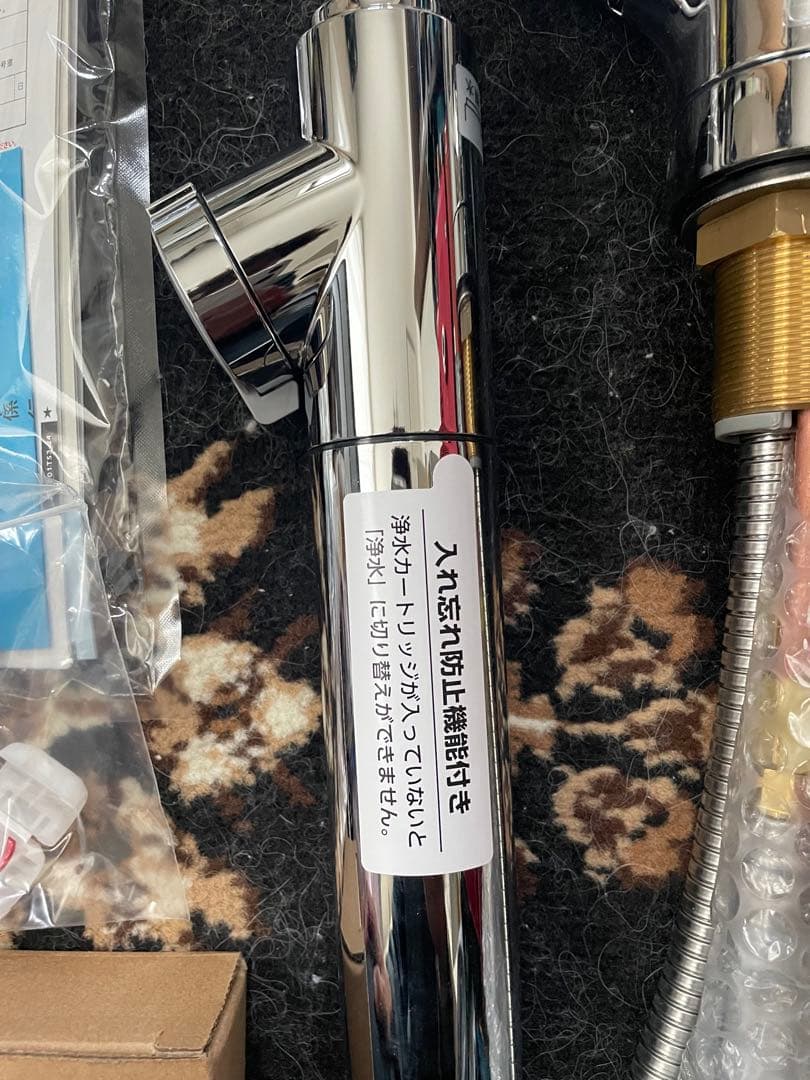 入れ忘れ防止機能付き
浄水カートリッジが入っていないと
「浄水」に切り替えができません。